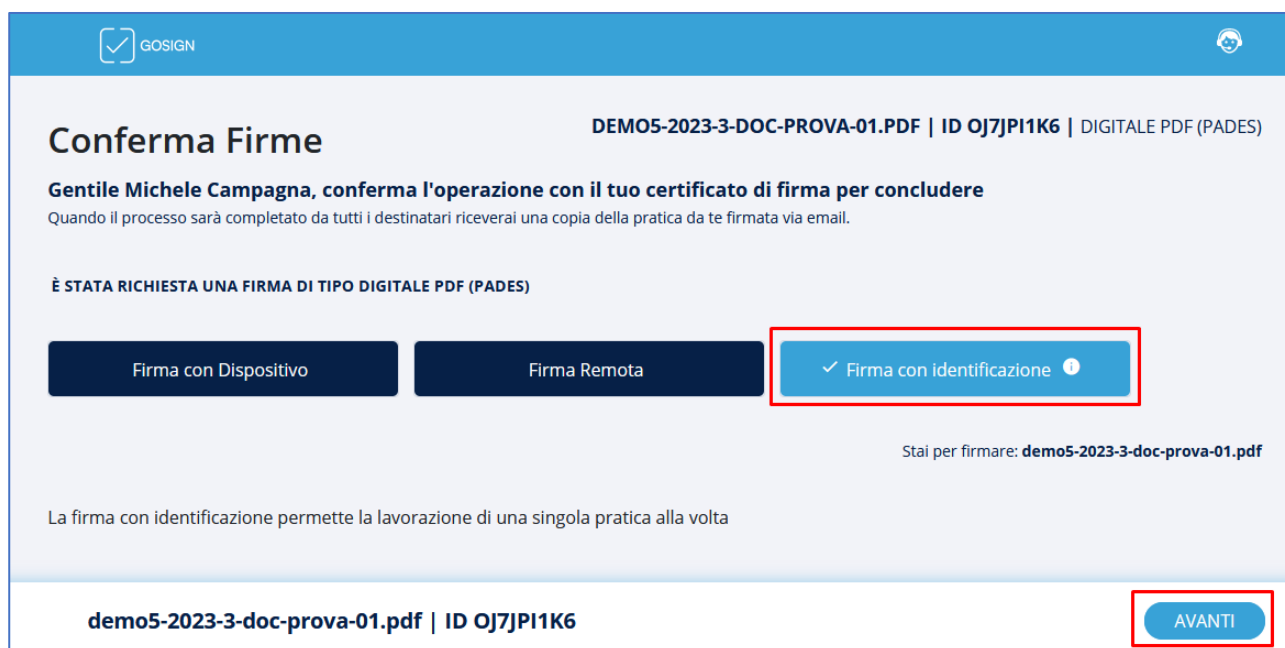 GOSIGN
Conferma Firme
DEMO5-2023-3-DOC-PROVA-01.PDF | ID OJ7JPI1K6 | DIGITALE PDF (PADES)
Gentile Michele Campagna, conferma l'operazione con il tuo certificato di firma per concludere
Quando il processo sarà completato da tutti i destinatari riceverai una copia della pratica da te firmata via email.
È STATA RICHIESTA UNA FIRMA DI TIPO DIGITALE PDF (PADES)
Firma con Dispositivo
Firma Remota
Firma con identificazione
Stai per firmare: demo5-2023-3-doc-prova-01.pdf
La firma con identificazione permette la lavorazione di una singola pratica alla volta
demo5-2023-3-doc-prova-01.pdf | ID OJ7JPI1K6
AVANTI